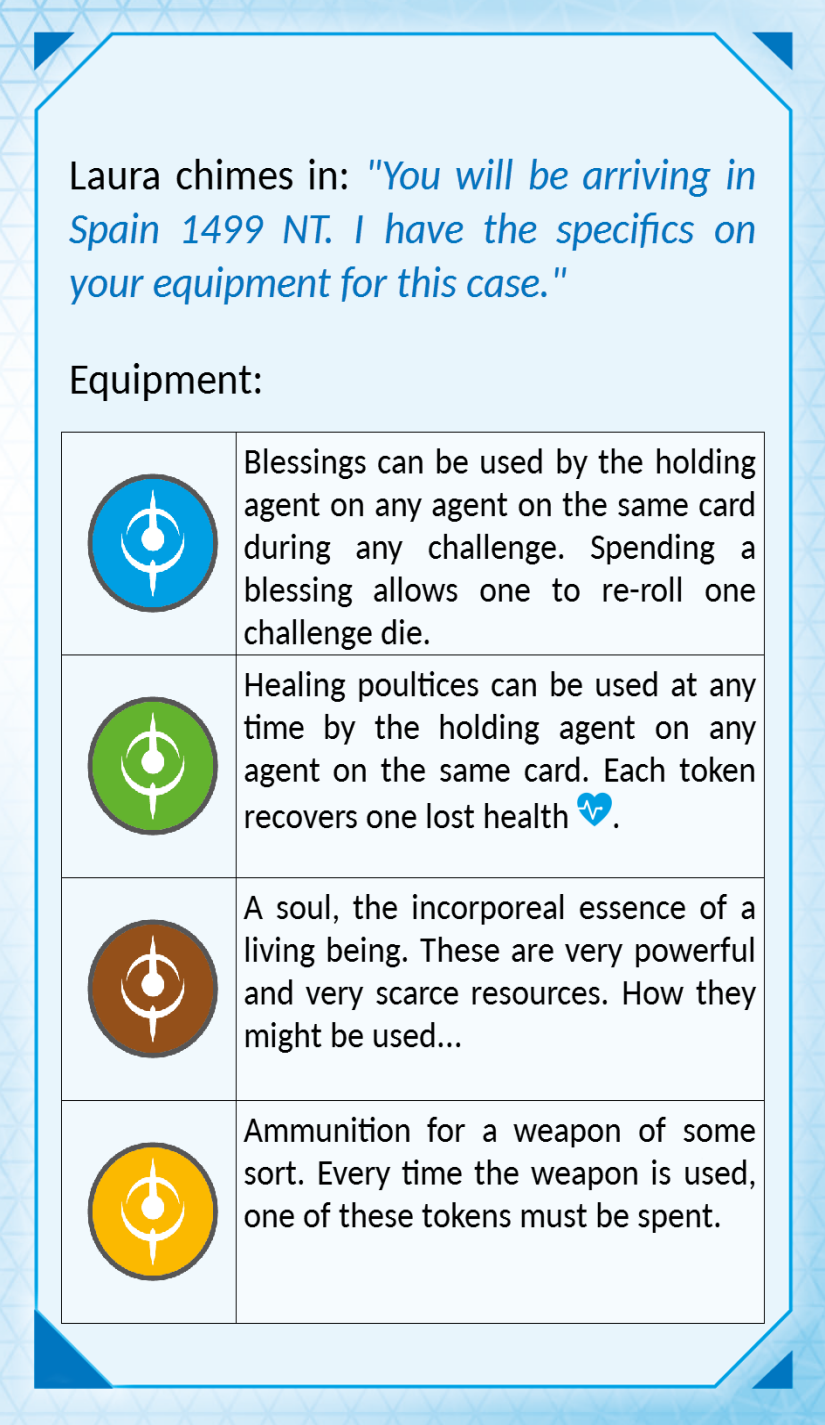 Laura chimes in: "You will be arriving in
Spain 1499 NT. I have the specifics on
your equipment for this case."
Equipment:
Blessings can be used by the holding
agent on any agent on the same card
during any challenge. Spending a
blessing allows one to re-roll one
challenge die.
Healing poultices can be used at any
time by the holding agent on any
agent on the same card. Each token
recovers one lost health .
A soul, the incorporeal essence of a
living being. These are very powerful
and very scarce resources. How they
might be used...
Ammunition for a weapon of some
sort. Every time the weapon is used,
one of these tokens must be spent.